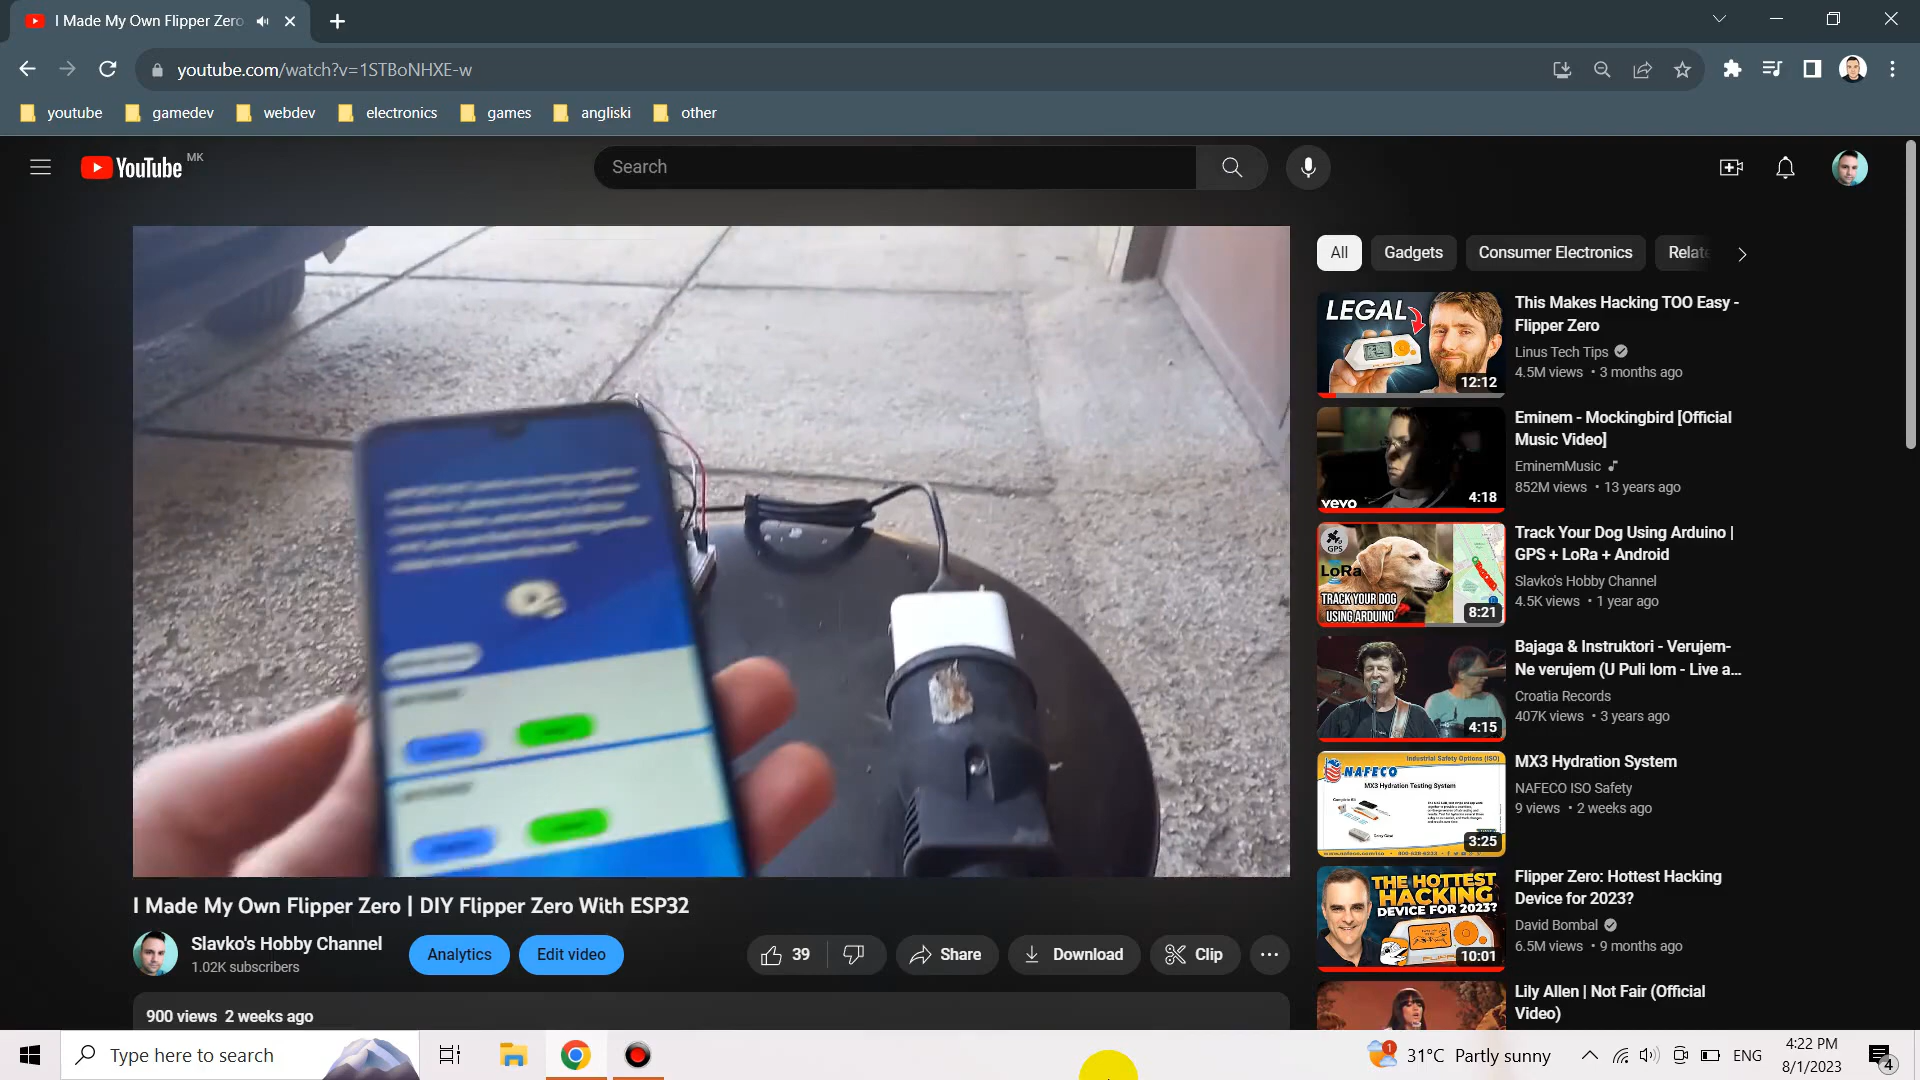 I Made My Own Flipper Zero
youtube.com/watch?v=1STBoNHXE-w
youtube
gamedev
webdev
electronics
games
angliski
other
YouTube MK
Search
All
Gadgets
Consumer Electronics
Relate
LEGAL
12:12
This Makes Hacking TOO Easy -
Flipper Zero
Linus Tech Tips
4.5M views • 3 months ago
vevo
4:18
Eminem - Mockingbird [Official
Music Video]
EminemMusic
852M views • 13 years ago
GPS
LoRa
TRACK YOUR DOG
USING ARDUINO
8:21
Track Your Dog Using Arduino |
GPS + LoRa + Android
Slavko's Hobby Channel
4.5K views • 1 year ago
4:15
Bajaga & Instruktori - Verujem-
Ne verujem (U Puli lom - Live a...
Croatia Records
407K views • 3 years ago
Industrial Safety Options (ISO)
NAFECO
MX3 Hydration Testing System
3:25
MX3 Hydration System
NAFECO ISO Safety
9 views • 2 weeks ago
THE HOTTEST
HACKING
DEVICE FOR 2023?
10:01
Flipper Zero: Hottest Hacking
Device for 2023?
David Bombal
6.5M views • 9 months ago
Lily Allen | Not Fair (Official
Video)
I Made My Own Flipper Zero | DIY Flipper Zero With ESP32
Slavko's Hobby Channel
1.02K subscribers
Analytics
Edit video
39
Share
Download
Clip
900 views 2 weeks ago
Type here to search
1
31°C Partly sunny
ENG
4:22 PM
8/1/2023
4